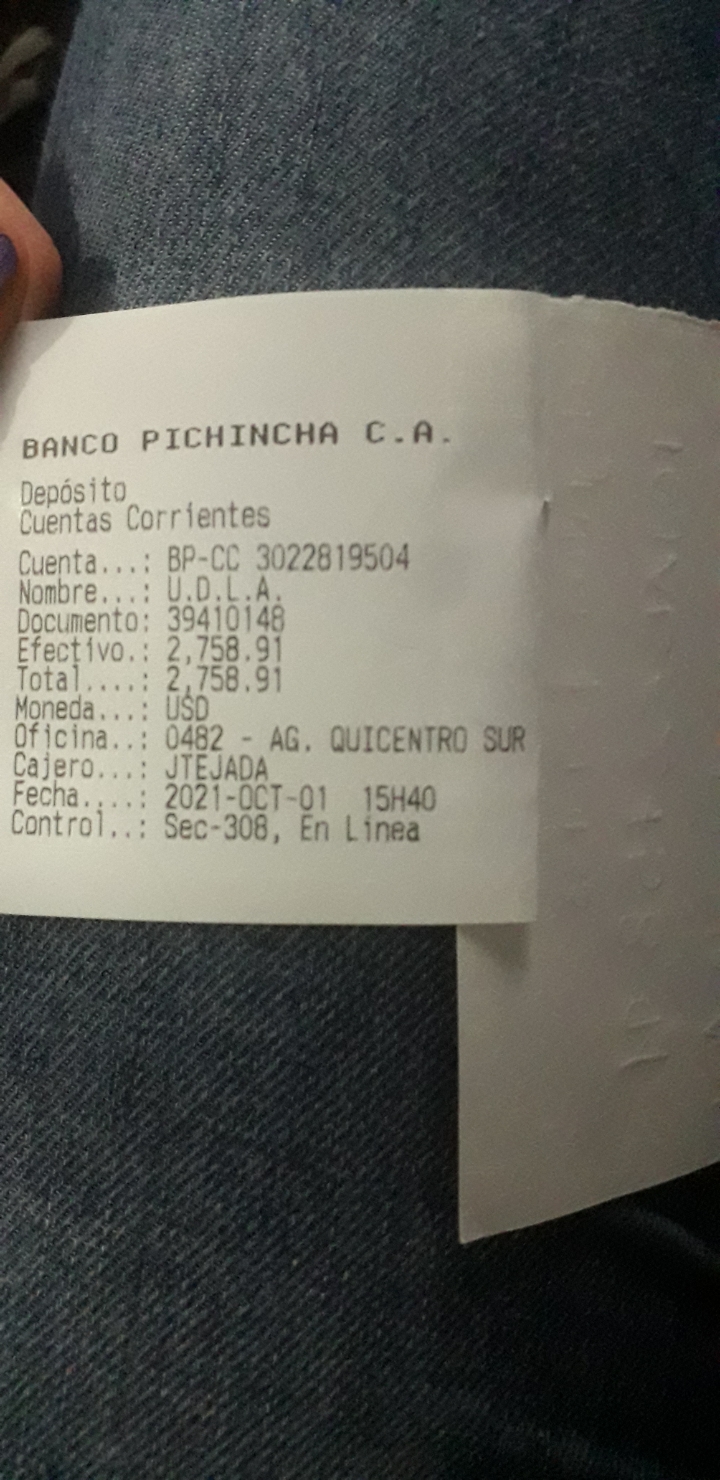 BANCO PICHINCHA C.A.
Depósito
Cuentas Corrientes
Cuenta...: BP-CC 3022819504
Nombre...: U.D.L.A.
Documento: 39410148
Efectivo.: 2,758.91
Total....: 2,758.91
Moneda...: USD
Oficina..: 0482 - AG. QUICENTRO SUR
Cajero...: JTEJADA
Fecha....: 2021-OCT-01 15H40
Control..: Sec-308, En Linea